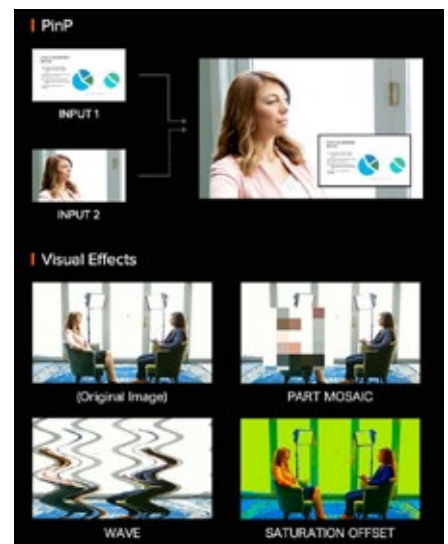 PinP
INPUT 1
INPUT 2
Visual Effects
(Original Image)
PART MOSAIC
WAVE
SATURATION OFFSET